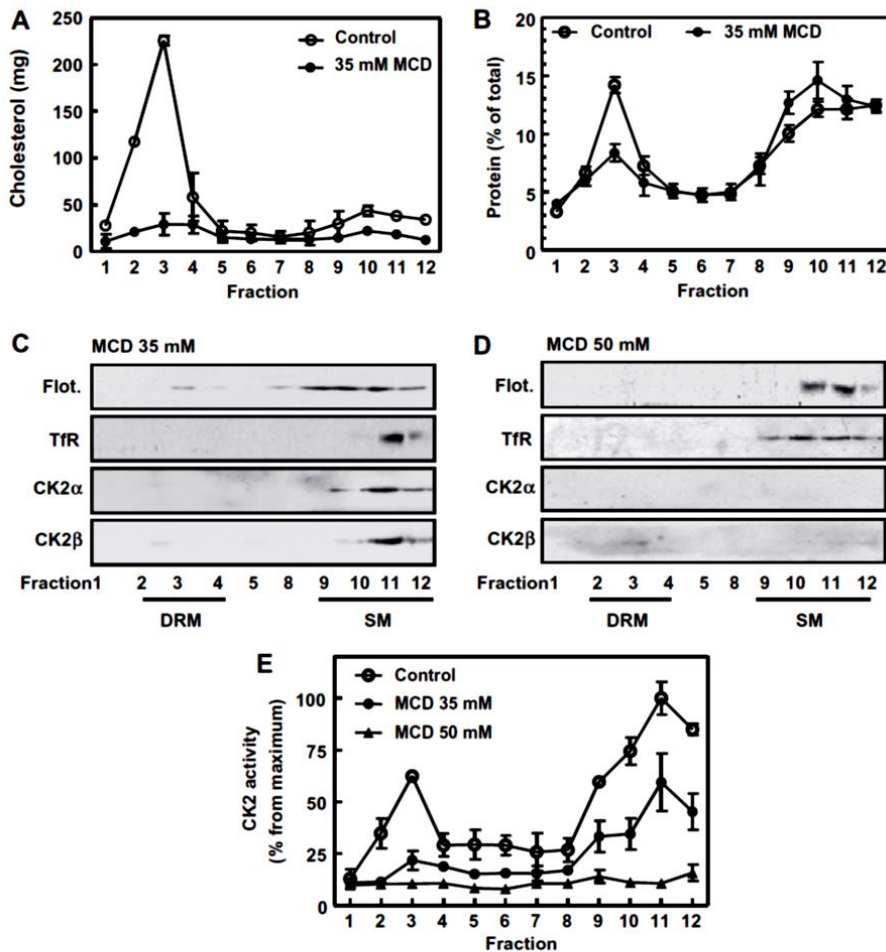 A
Cholesterol (mg)
250
200
150
100
50
0
Control
35 mM MCD
1 2 3 4 5 6 7 8 9 10 11 12
Fraction
B
Protein (% of total)
20
15
10
5
0
Control 35 mM MCD
1 2 3 4 5 6 7 8 9 10 11 12
Fraction
C
MCD 35 mM
Flot.
TfR
CK2α
CK2β
Fraction1 2 3 4 5 8 9 10 11 12
DRM SM
D
MCD 50 mM
Flot.
TfR
CK2α
CK2β
Fraction1 2 3 4 5 8 9 10 11 12
DRM SM
E
CK2 activity
(% from maximum)
100
75
50
25
0
Control
MCD 35 mM
MCD 50 mM
1 2 3 4 5 6 7 8 9 10 11 12
Fraction